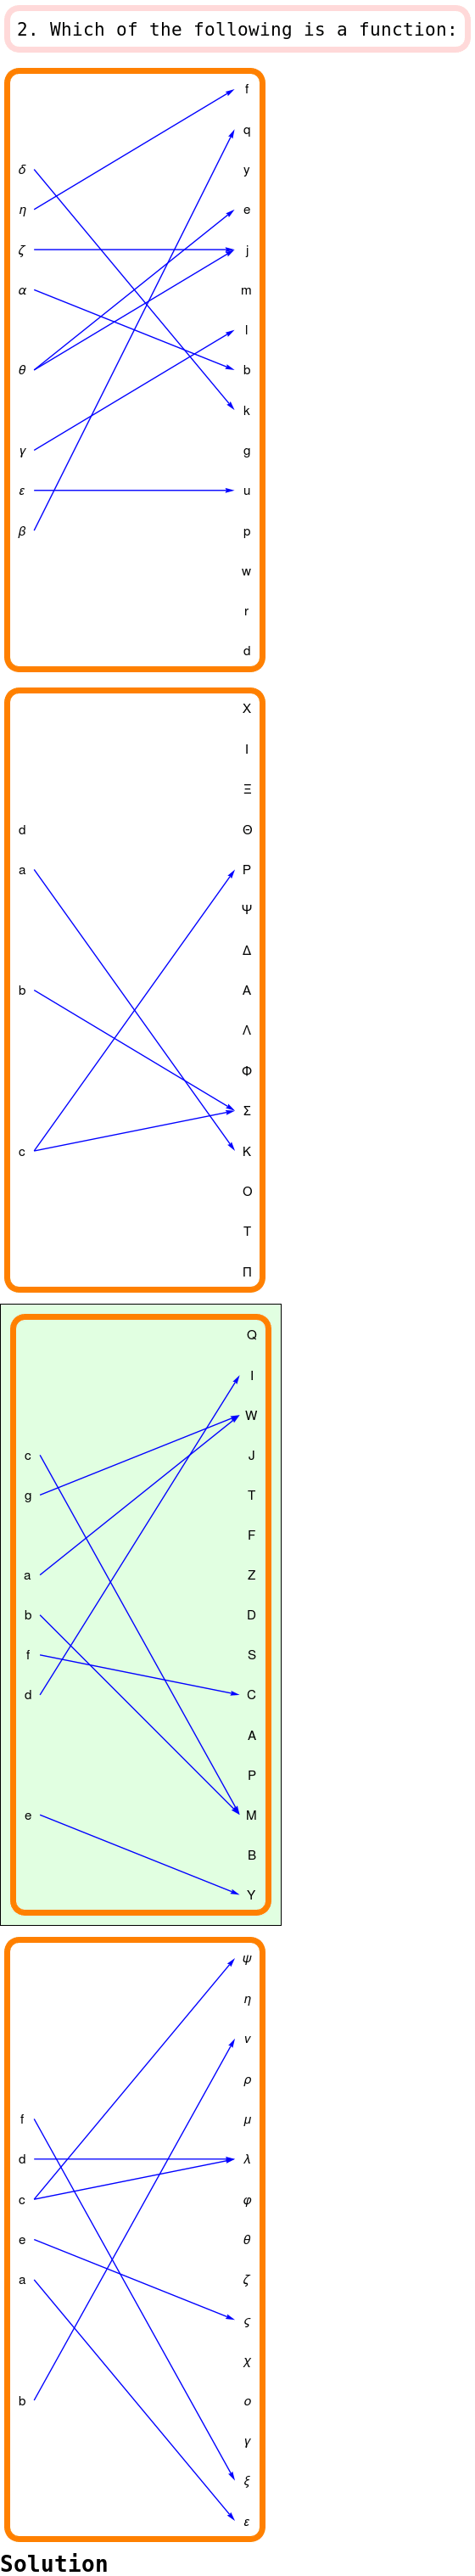 2. Which of the following is a function:
f
q
δ y
η e
ζ j
α m
l
θ b
k
γ g
ε u
β p
w
r
d
X
I
Ξ
d Θ
a P
Ψ
Δ
b A
Λ
Φ
Σ
c K
O
T
Π
Q
I
W
c J
g T
F
a Z
b D
f S
d C
A
P
e M
B
Y
ψ
η
ν
ρ
f μ
d λ
c φ
e θ
a ζ
ς
χ
b ο
γ
ξ
ε
Solution